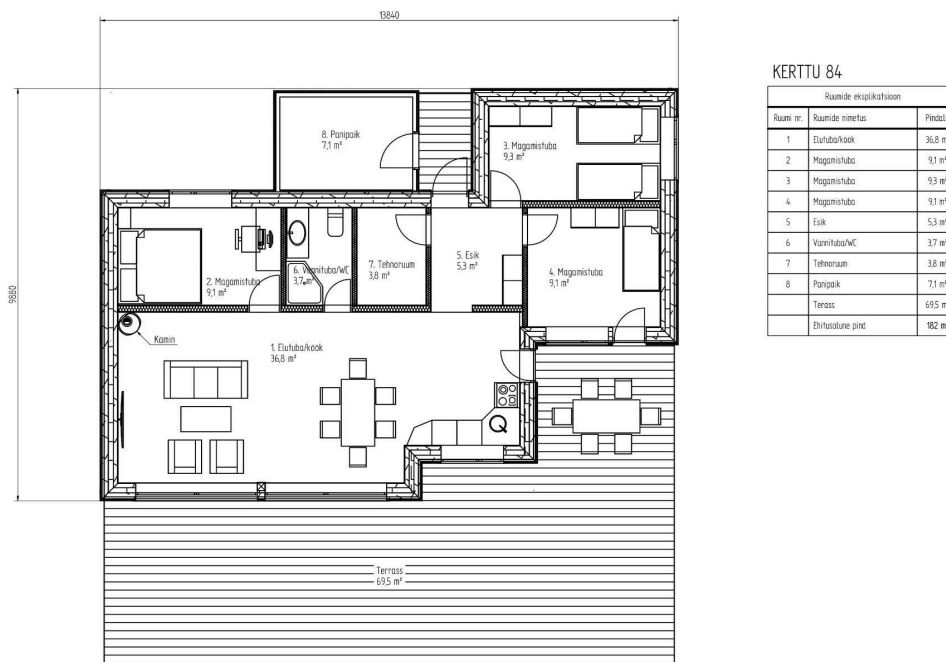 13840
KERTTU 84
Ruumide eksplikatsioon
Ruumi nr. Ruumide nimetus
1 Elutuba/köök 36,8 m²
2 Magamistuba 9,1 m²
3 Magamistuba 9,3 m²
4 Magamistuba 9,1 m²
5 Esik 5,3 m²
6 Vannituba/WC 3,7 m²
7 Tehnoruum 3,8 m²
8 Panipaik 7,1 m²
Terass 69,5 m
Ehitusalune pind 182 m
9880
8. Panipaik
7,1 m²
3. Magamistuba
9,3 m²
5. Esik
5,3 m²
7. Tehnoruum
3,8 m²
6. Vannituba/WC
3,7 m²
2. Magamistuba
9,1 m²
4. Magamistuba
9,1 m²
Kamin
1. Elutuba/köök
36,8 m²
Terrass
69,5 m²